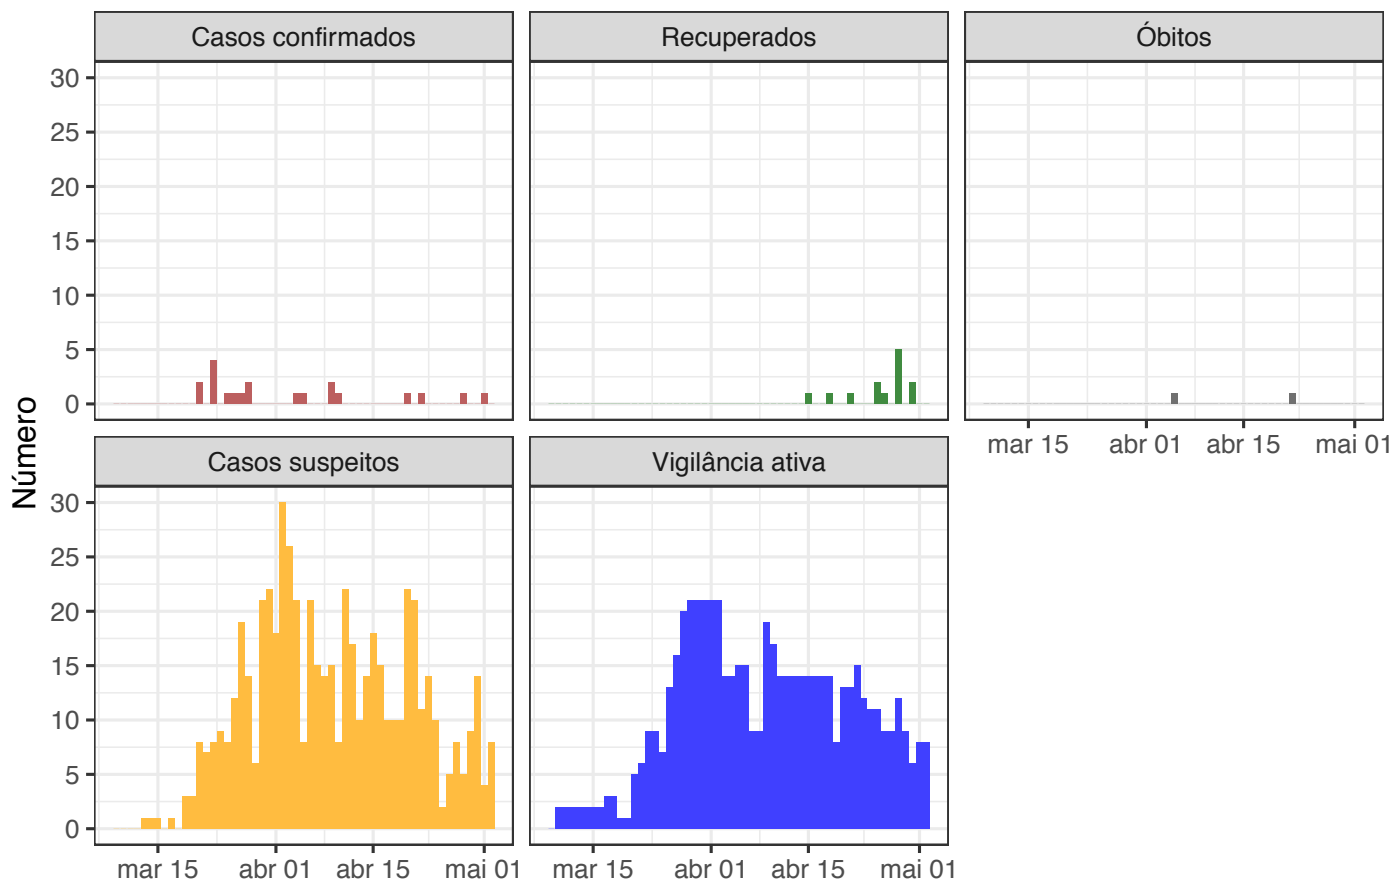 Casos confirmados
Recuperados
Óbitos
30
25
20
15
10
5
0
mar 15
abr 01
abr 15
mai 01
Número
Casos suspeitos
Vigilância ativa
30
25
20
15
10
5
0
mar 15
abr 01
abr 15
mai 01
mar 15
abr 01
abr 15
mai 01